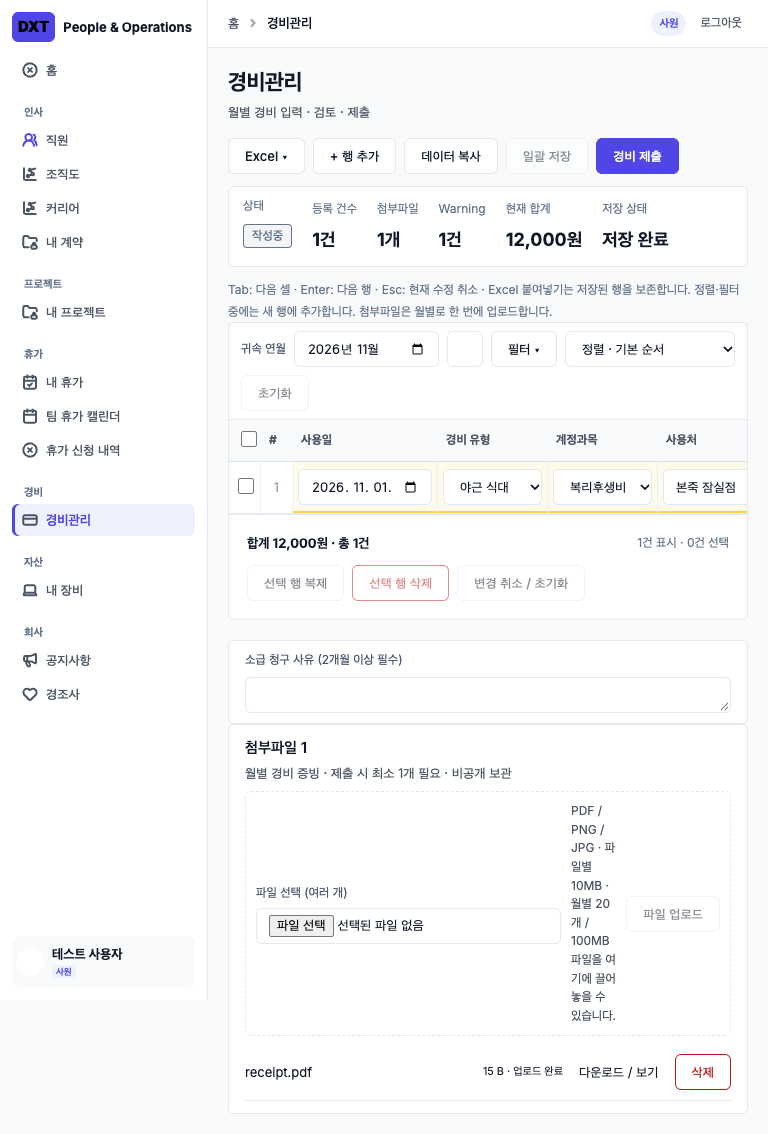 DXT People & Operations
홈
인사
직원
조직도
커리어
내 계약
프로젝트
내 프로젝트
휴가
내 휴가
팀 휴가 캘린더
휴가 신청 내역
경비
경비관리
자산
내 장비
회사
공지사항
경조사
테스트 사용자
사원
홈 > 경비관리
사원 로그아웃
경비관리
월별 경비 입력 · 검토 · 제출
Excel ▾ + 행 추가 데이터 복사 일괄 저장 경비 제출
상태 등록 건수 첨부파일 Warning 현재 합계 저장 상태
작성중 1건 1개 1건 12,000원 저장 완료
Tab: 다음 셀 · Enter: 다음 행 · Esc: 현재 수정 취소 · Excel 붙여넣기는 저장된 행을 보존합니다. 정렬·필터
중에는 새 행에 추가합니다. 첨부파일은 월별로 한 번에 업로드합니다.
귀속 연월 2026년 11월 필터 ▾ 정렬 · 기본 순서
초기화
# 사용일 경비 유형 계정과목 사용처
1 2026. 11. 01. 야근 식대 복리후생비 본죽 잠실점
합계 12,000원 · 총 1건 1건 표시 · 0건 선택
선택 행 복제 선택 행 삭제 변경 취소 / 초기화
소급 청구 사유 (2개월 이상 필수)
첨부파일 1
월별 경비 증빙 · 제출 시 최소 1개 필요 · 비공개 보관
파일 선택 (여러 개)
파일 선택 선택된 파일 없음
PDF /
PNG /
JPG · 파
일별
10MB ·
월별 20
개 /
100MB
파일을 여
기에 끌어
놓을 수
있습니다.
파일 업로드
receipt.pdf 15 B · 업로드 완료 다운로드 / 보기 삭제